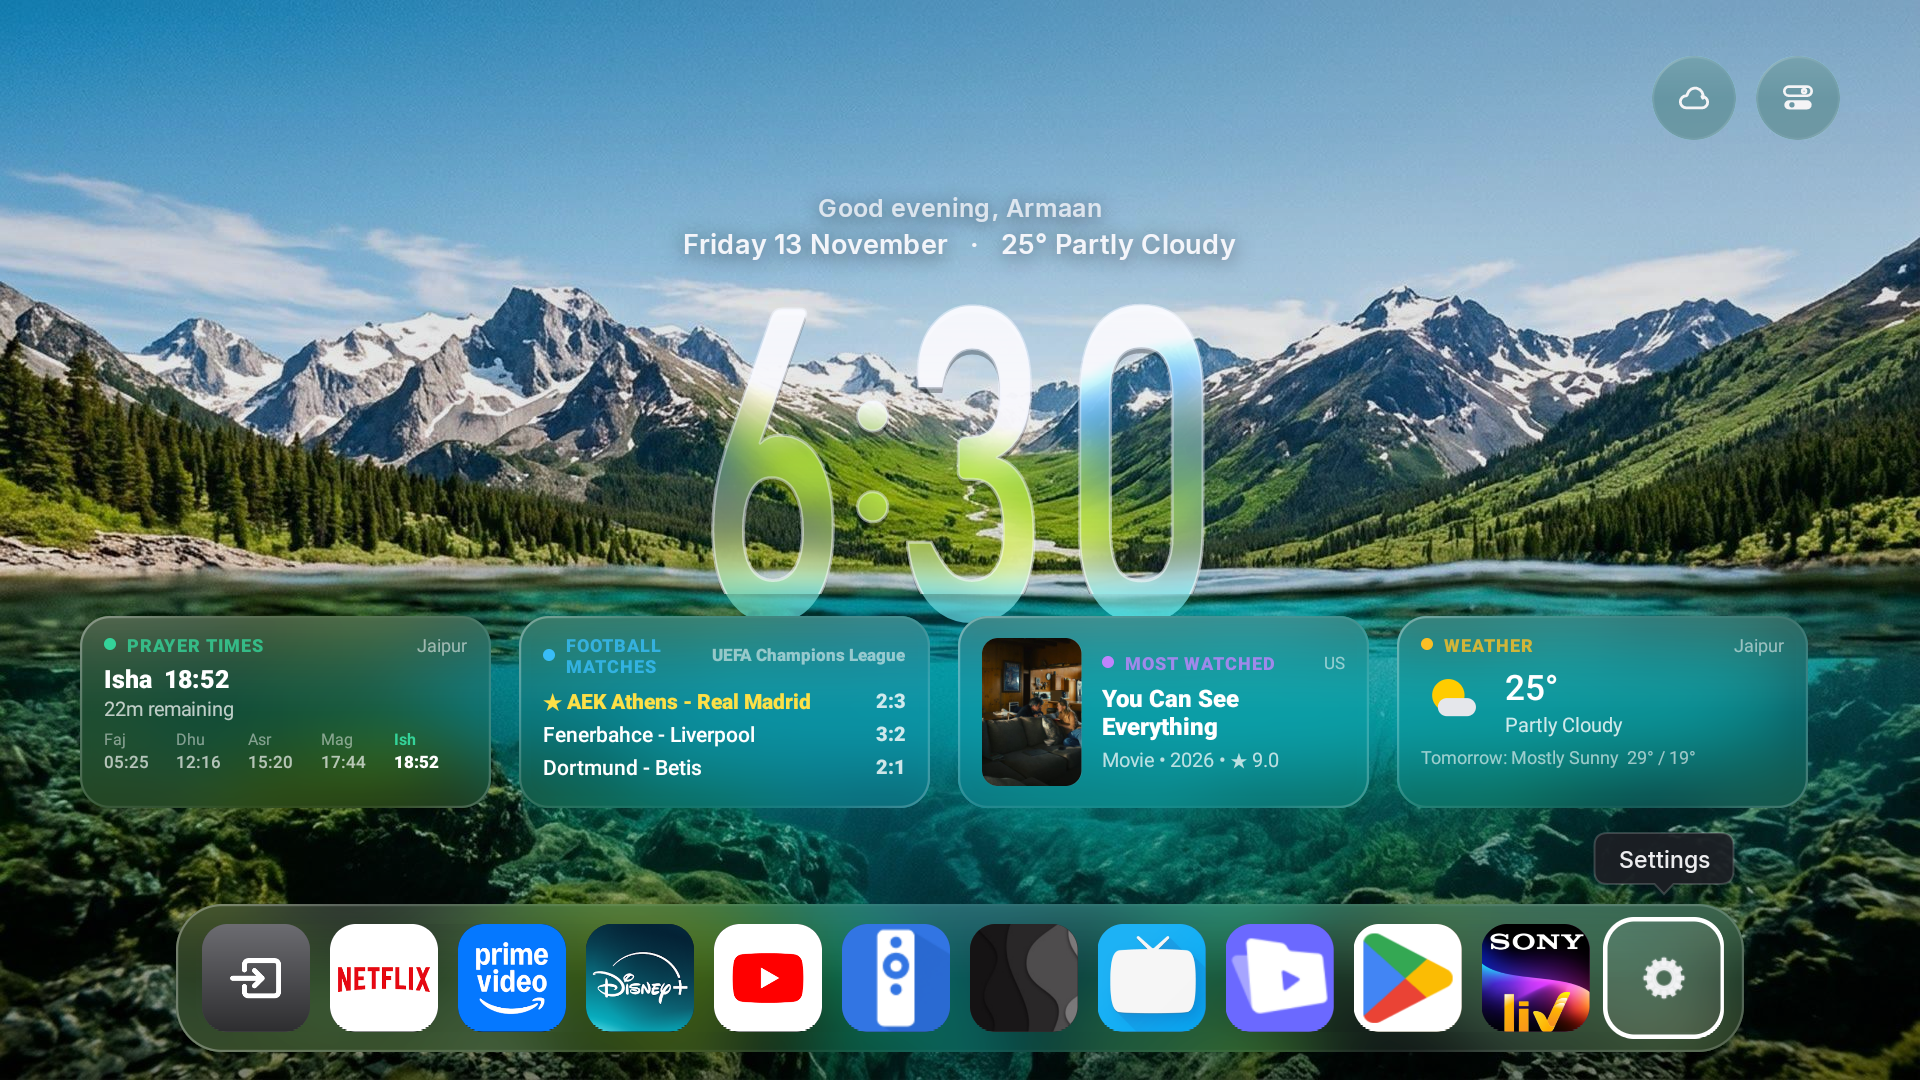 Good evening, Armaan
Friday 13 November · 25° Partly Cloudy
6:30
PRAYER TIMES Jaipur
Isha 18:52
22m remaining
Faj Dhu Asr Mag Ish
05:25 12:16 15:20 17:44 18:52
FOOTBALL MATCHES UEFA Champions League
★ AEK Athens - Real Madrid 2:3
Fenerbahce - Liverpool 3:2
Dortmund - Betis 2:1
MOST WATCHED US
You Can See
Everything
Movie • 2026 • ★ 9.0
WEATHER Jaipur
25°
Partly Cloudy
Tomorrow: Mostly Sunny 29° / 19°
Settings
NETFLIX
prime
video
Disney+
SONY
liv